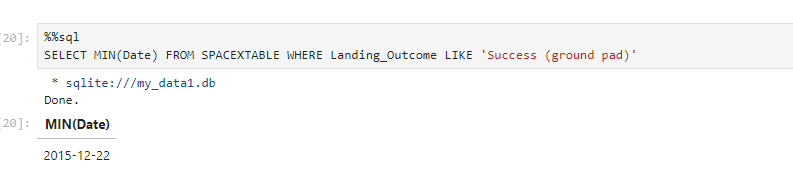 [20]:
%%sql
SELECT MIN(Date) FROM SPACEXTABLE WHERE Landing_Outcome LIKE 'Success (ground pad)'
* sqlite:///my_data1.db
Done.
[20]:
MIN(Date)
2015-12-22